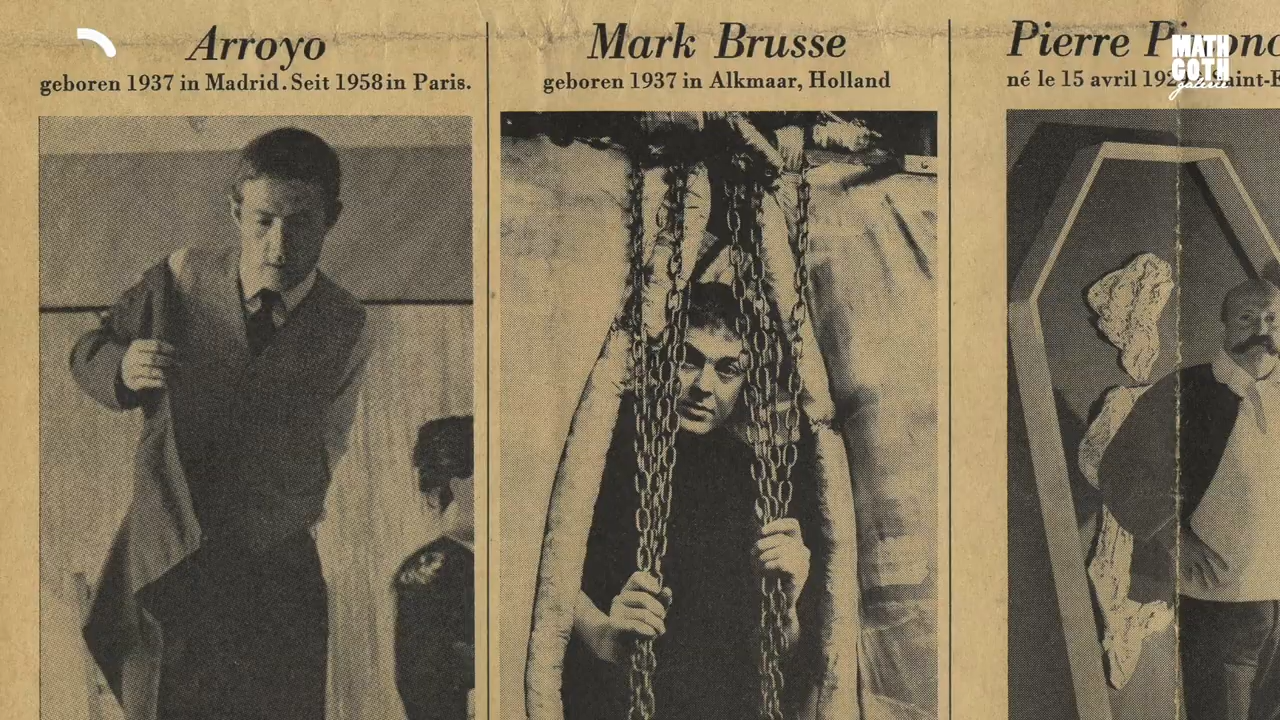 Arroyo
geboren 1937 in Madrid. Seit 1958 in Paris.
Mark Brusse
geboren 1937 in Alkmaar, Holland
Pierre
né le 15 avril
MATH
GOTH
galerie